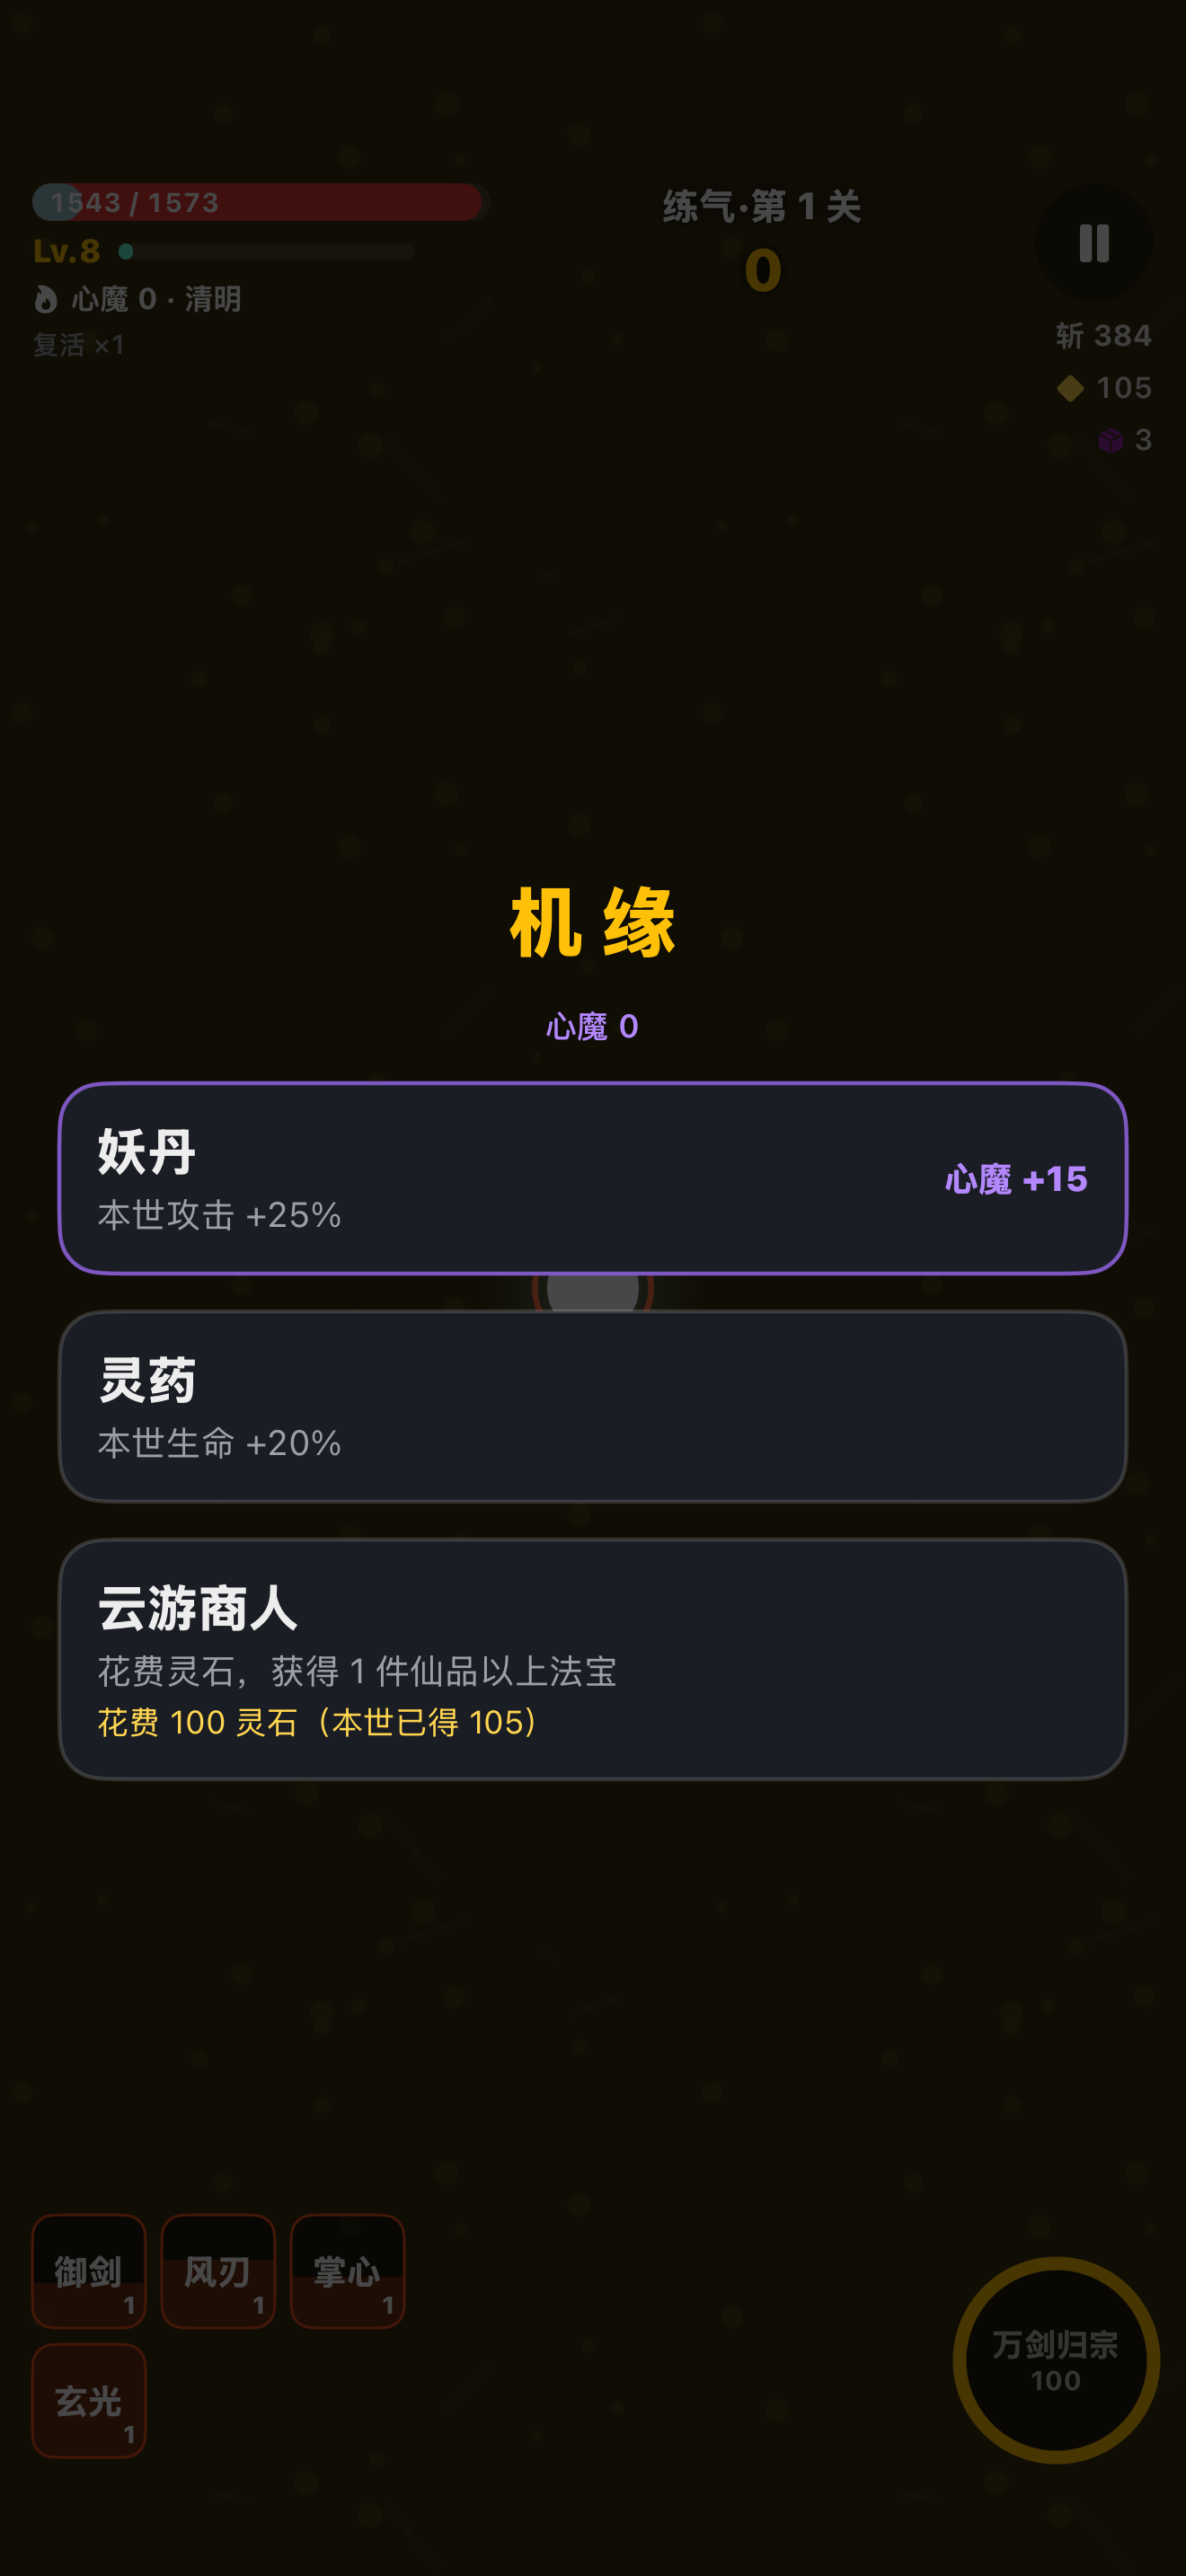 1543 / 1573
练气·第 1 关
Lv.8
0
心魔 0 · 清明
复活 ×1
斩 384
105
3
机 缘
心魔 0
妖丹
本世攻击 +25%
心魔 +15
灵药
本世生命 +20%
云游商人
花费灵石，获得 1 件仙品以上法宝
花费 100 灵石（本世已得 105）
御剑
1
风刃
1
掌心
1
玄光
1
万剑归宗
100